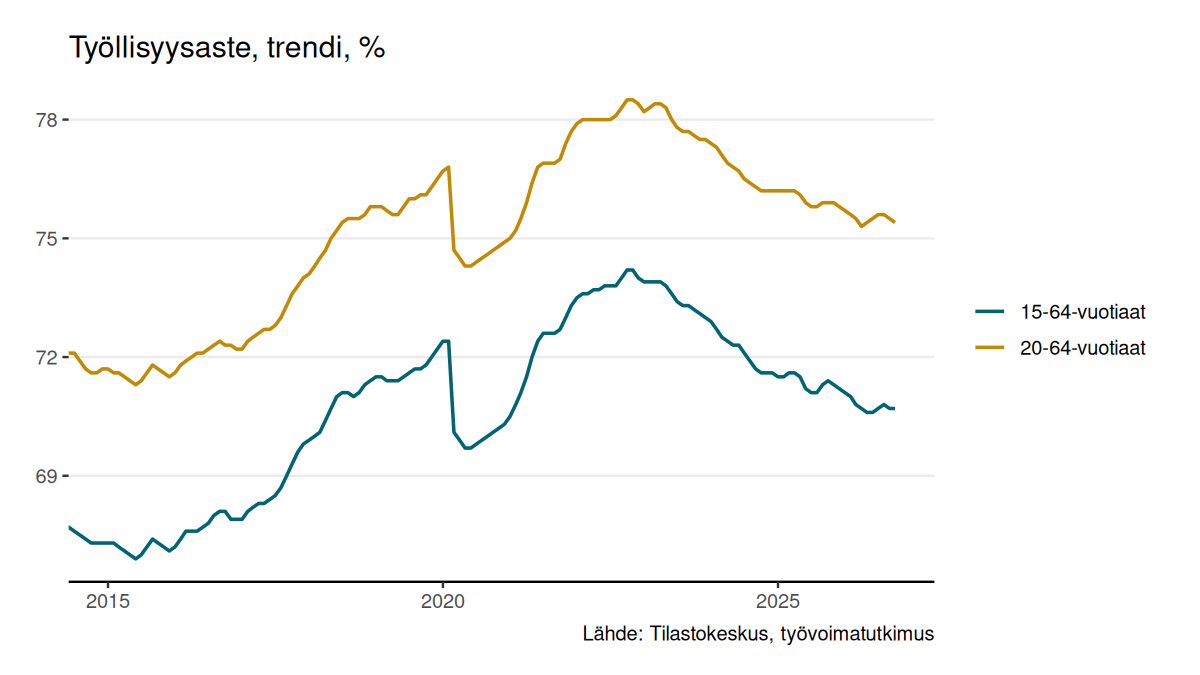 Työllisyysaste, trendi, %
78
75
72
69
2015 2020 2025
15-64-vuotiaat
20-64-vuotiaat
Lähde: Tilastokeskus, työvoimatutkimus